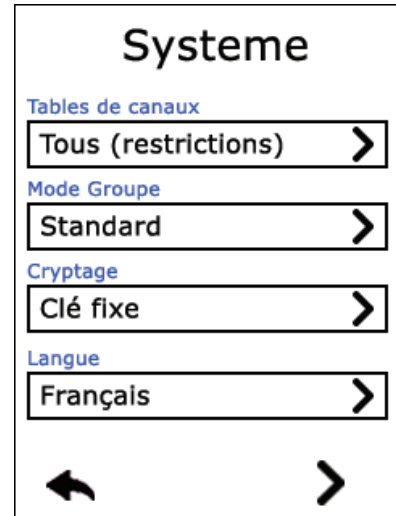 Systeme
Tables de canaux
Tous (restrictions)
Mode Groupe
Standard
Cryptage
Clé fixe
Langue
Français